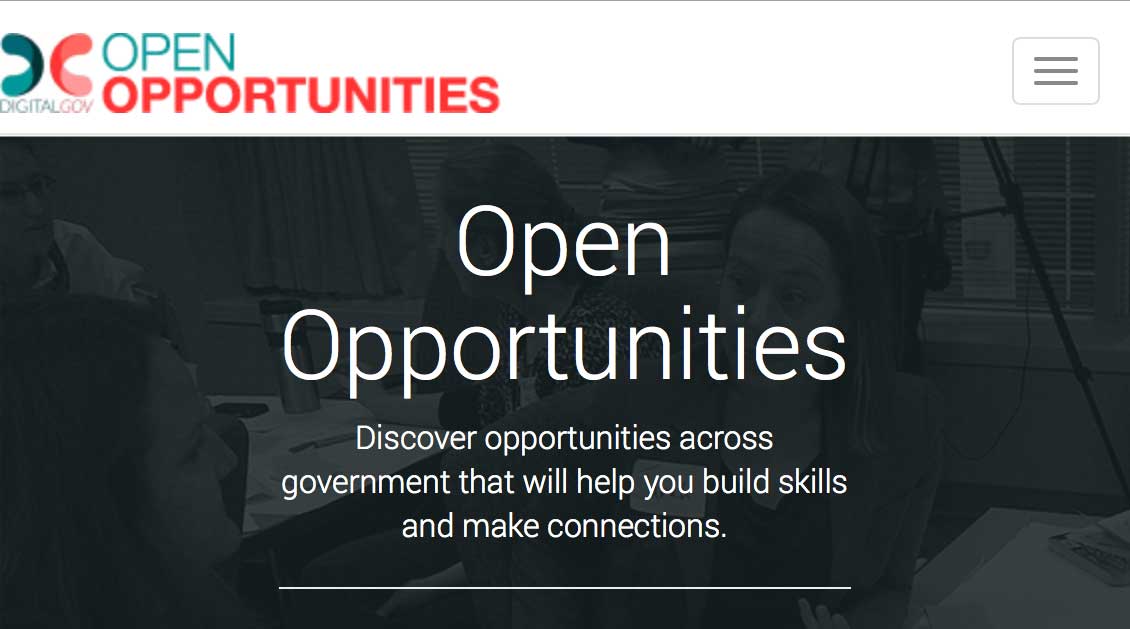 OPEN
OPPORTUNITIES
DIGITALGOV
Open
Opportunities
Discover opportunities across
government that will help you build skills
and make connections.